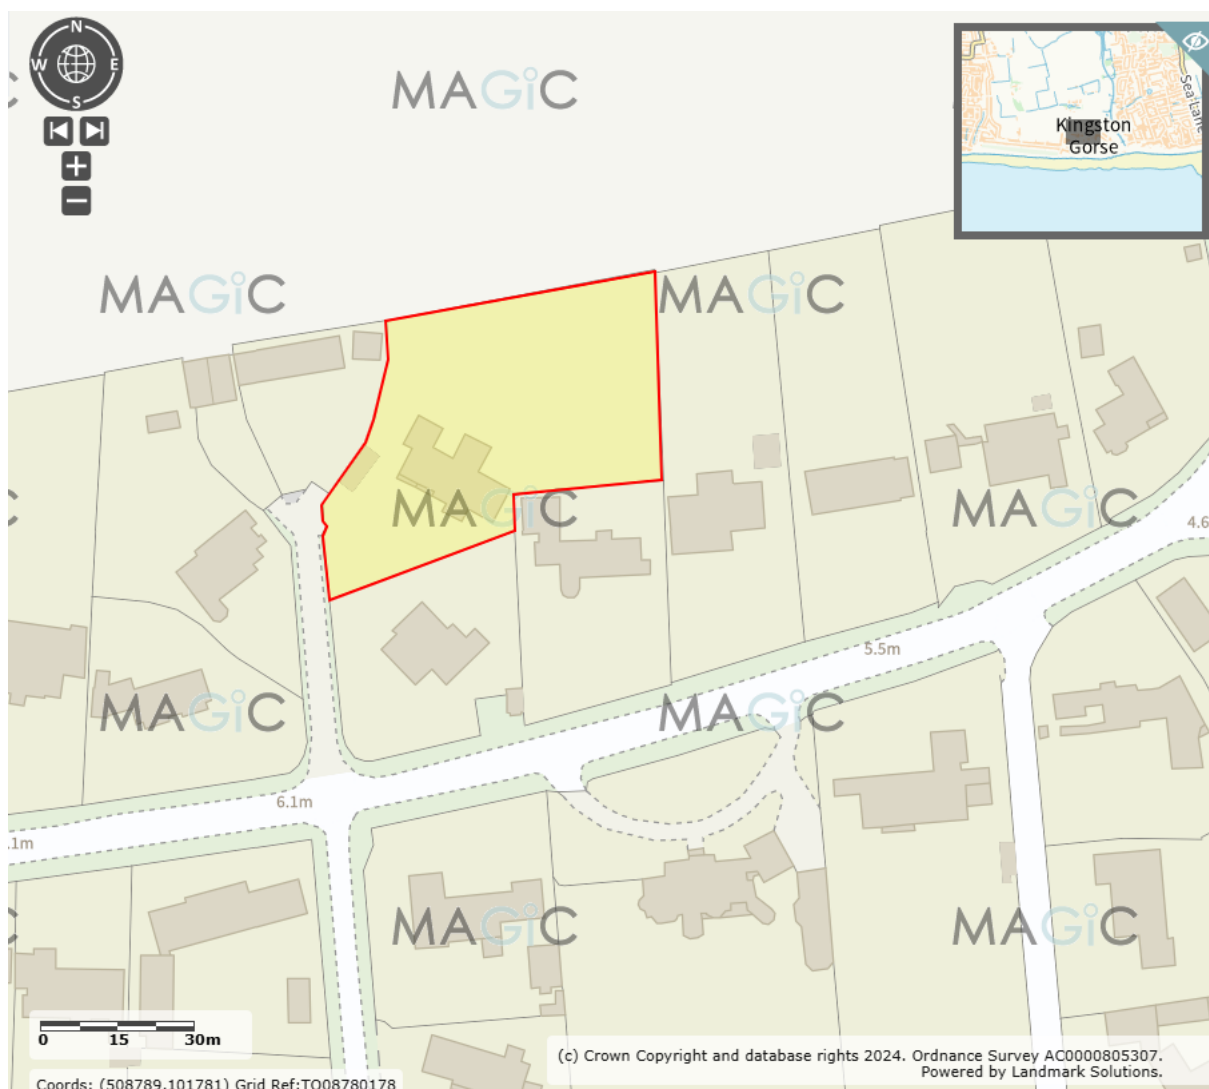 N
W E
S
MAGiC
Kingston
Gorse
Sea Lane
MAGiC
MAGiC
MAGiC
MAGiC
4.6
5.5m
MAGiC
MAGiC
6.1m
.1m
MAGiC
MAGiC
0 15 30m
(c) Crown Copyright and database rights 2024. Ordnance Survey AC0000805307.
Powered by Landmark Solutions.
Coords: (508789,101781) Grid Ref:TQ08780178